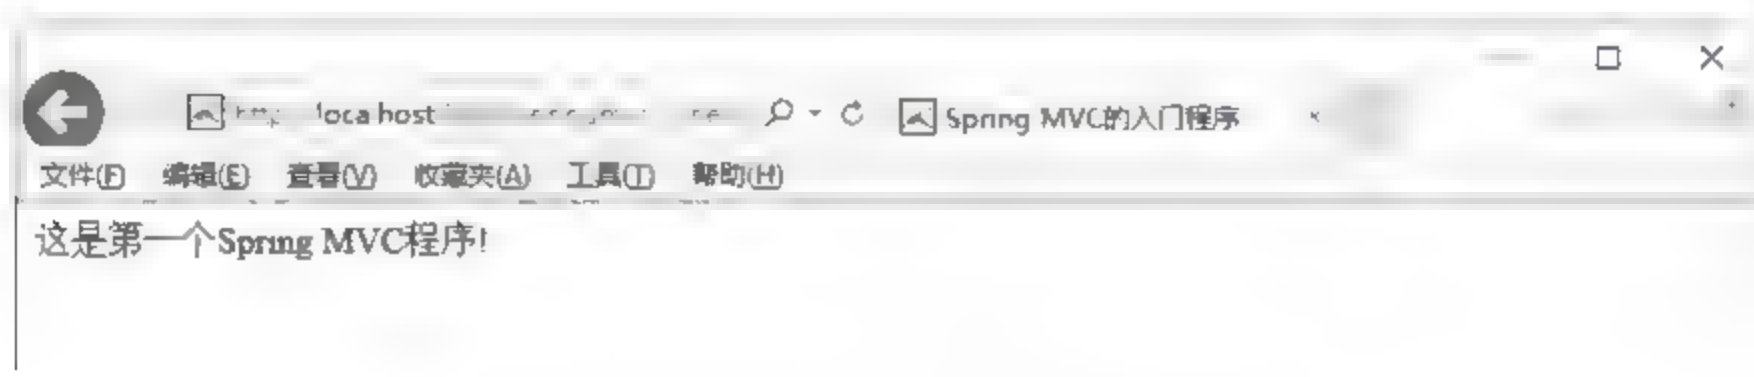 localhost Spring MVC的入门程序
文件(F) 编辑(E) 查看(V) 收藏夹(A) 工具(T) 帮助(H)
这是第一个Spring MVC程序!